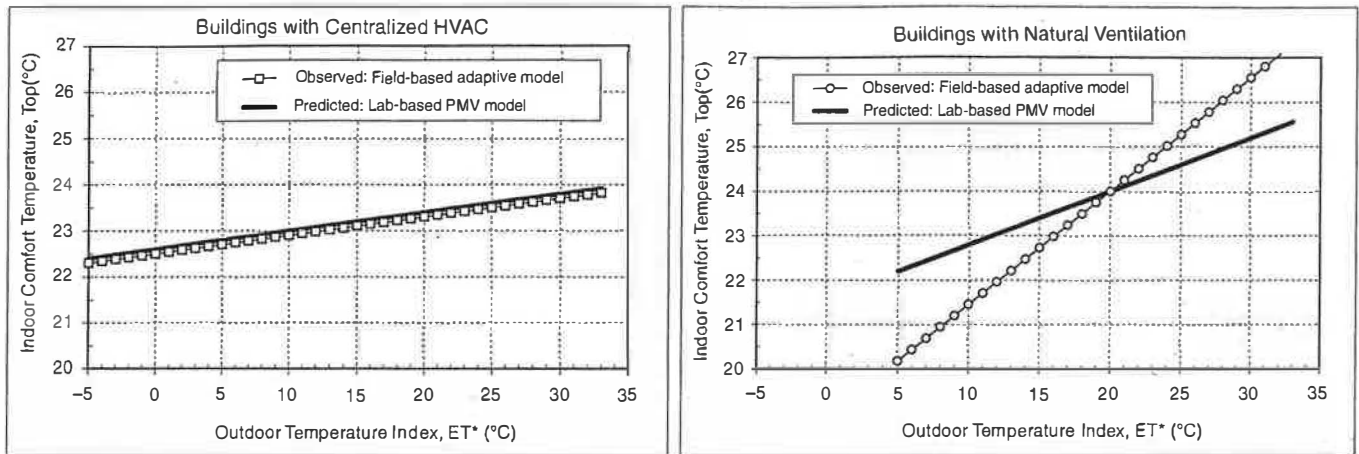 Buildings with Centralized HVAC
Observed: Field-based adaptive model
Predicted: Lab-based PMV model
Indoor Comfort Temperature, Top(°C)
27
26
25
24
23
22
21
20
–5 0 5 10 15 20 25 30 35
Outdoor Temperature Index, ET* (°C)
Buildings with Natural Ventilation
Observed: Field-based adaptive model
Predicted: Lab-based PMV model
Indoor Comfort Temperature, Top(°C)
27
26
25
24
23
22
21
20
–5 0 5 10 15 20 25 30 35
Outdoor Temperature Index, ET* (°C)